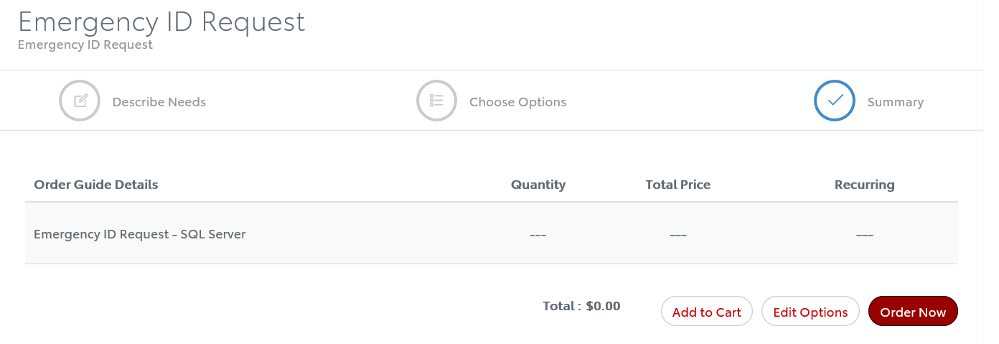 Emergency ID Request
Emergency ID Request
Describe Needs
Choose Options
Summary
Order Guide Details Quantity Total Price Recurring
Emergency ID Request - SQL Server --- --- ---
Total : $0.00 Add to Cart Edit Options Order Now